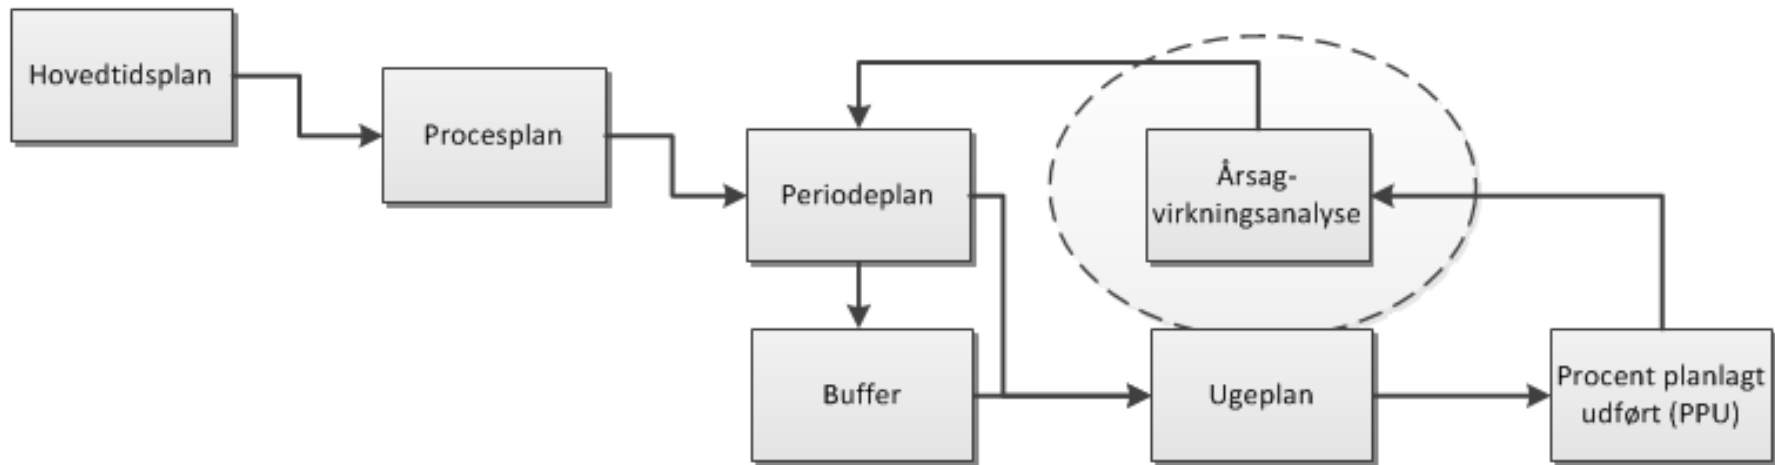 Hovedtidsplan
Procesplan
Periodeplan
Årsag-
virkningsanalyse
Buffer
Ugeplan
Procent planlagt
udført (PPU)